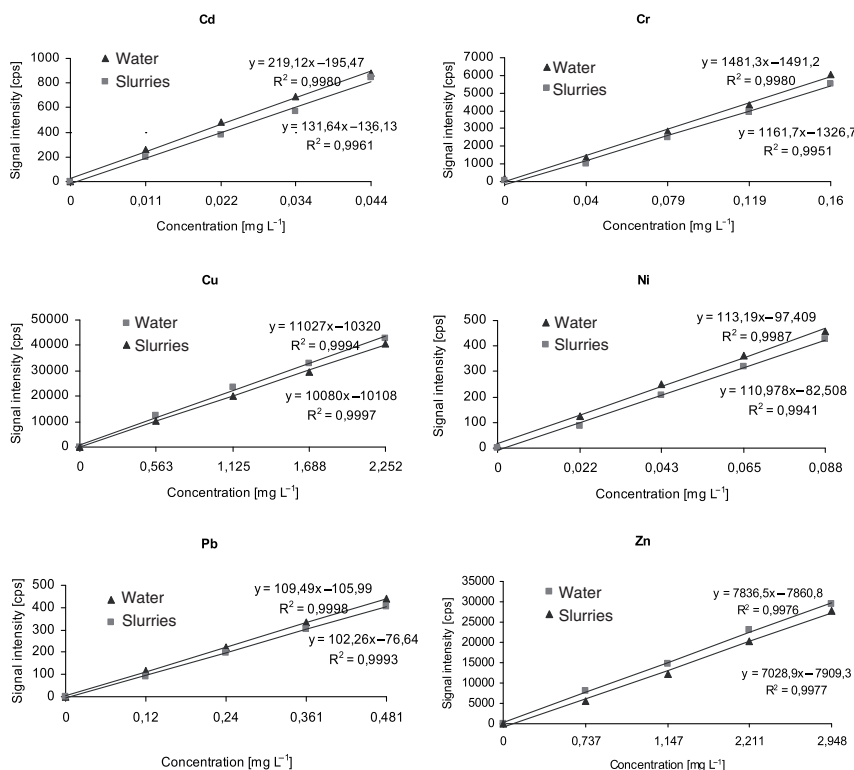 Cd
Signal intensity [cps]
1000
800
600
400
200
0
Water
Slurries
y = 219,12x−195,47
R² = 0,9980
y = 131,64x−136,13
R² = 0,9961
0 0,011 0,022 0,034 0,044
Concentration [mg L⁻¹]
Cr
Signal intensity [cps]
7000
6000
5000
4000
3000
2000
1000
0
Water
Slurries
y = 1481,3x−1491,2
R² = 0,9980
y = 1161,7x−1326,7
R² = 0,9951
0 0,04 0,079 0,119 0,16
Concentration [mg L⁻¹]
Cu
Signal intensity [cps]
50000
40000
30000
20000
10000
0
Water
Slurries
y = 11027x−10320
R² = 0,9994
y = 10080x−10108
R² = 0,9997
0 0,563 1,125 1,688 2,252
Concentration [mg L⁻¹]
Ni
Signal intensity [cps]
500
400
300
200
100
0
Water
Slurries
y = 113,19x−97,409
R² = 0,9987
y = 110,978x−82,508
R² = 0,9941
0 0,022 0,043 0,065 0,088
Concentration [mg L⁻¹]
Pb
Signal intensity [cps]
500
400
300
200
100
0
Water
Slurries
y = 109,49x−105,99
R² = 0,9998
y = 102,26x−76,64
R² = 0,9993
0 0,12 0,24 0,361 0,481
Concentration [mg L⁻¹]
Zn
Signal intensity [cps]
35000
30000
25000
20000
15000
10000
5000
0
Water
Slurries
y = 7836,5x−7860,8
R² = 0,9976
y = 7028,9x−7909,3
R² = 0,9977
0 0,737 1,147 2,211 2,948
Concentration [mg L⁻¹]